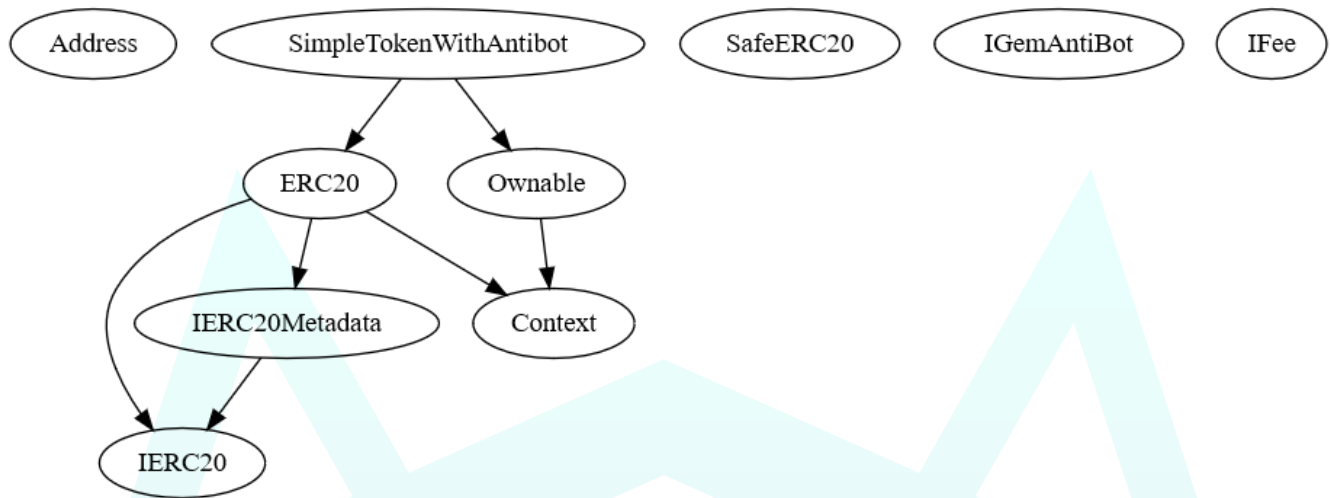 Address
SimpleTokenWithAntibot
SafeERC20
IGemAntiBot
IFee
ERC20
Ownable
IERC20Metadata
Context
IERC20